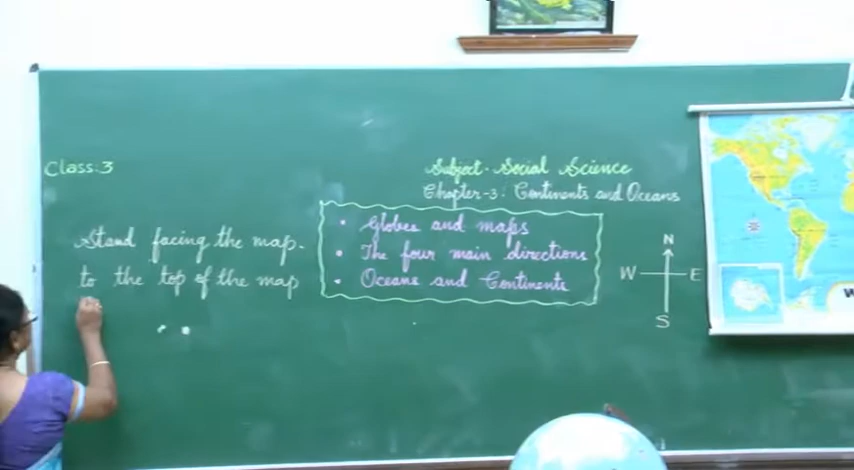 Class:3
Subject - Social Science
Chapter-3: Continents and Oceans
Stand facing the map.
to the top of the map
• Globes and maps
• The four main directions
• Oceans and Continents
N
W E
S
W